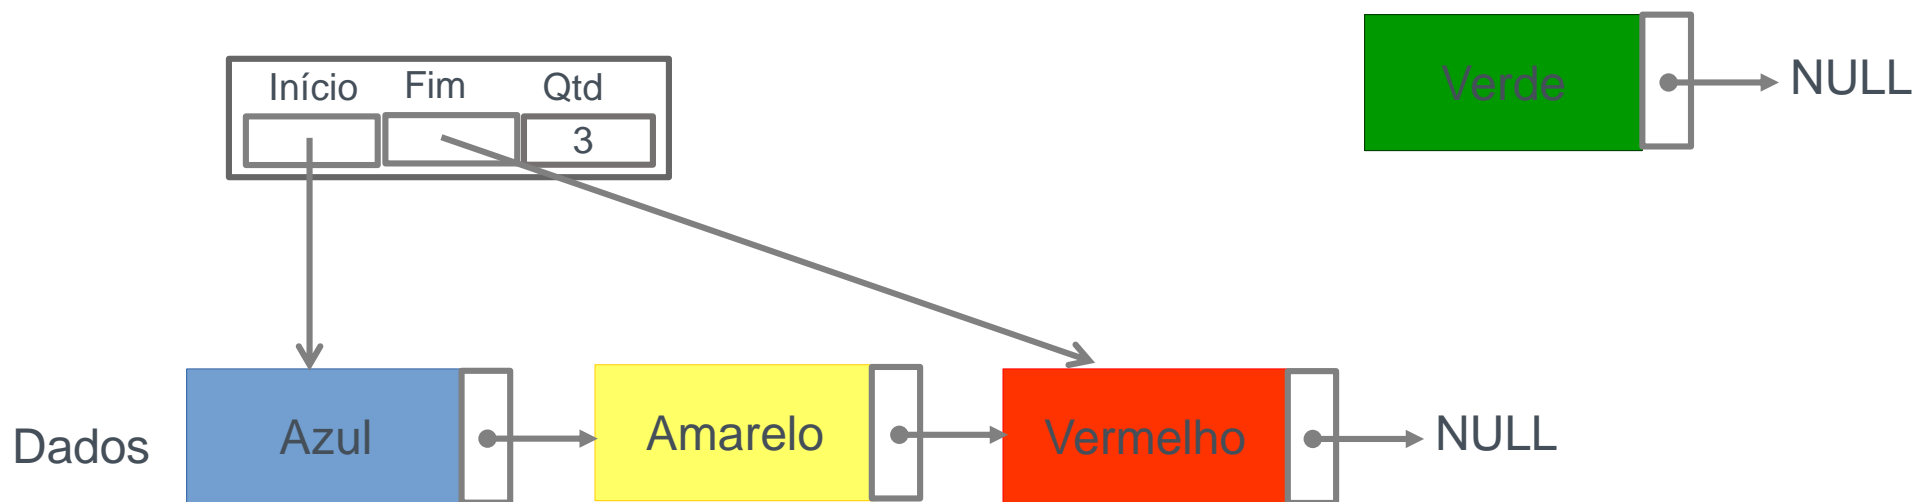 Início Fim Qtd
3
Verde NULL
Dados Azul Amarelo Vermelho NULL